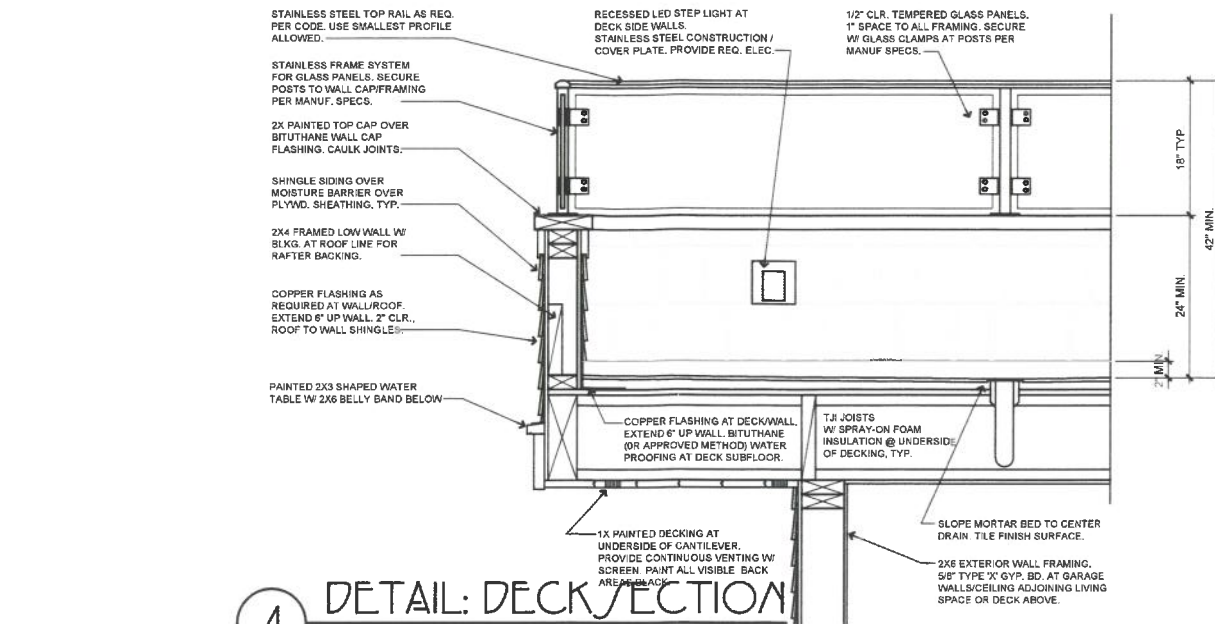 STAINLESS STEEL TOP RAIL AS REQ.
PER CODE. USE SMALLEST PROFILE
ALLOWED.
STAINLESS FRAME SYSTEM
FOR GLASS PANELS. SECURE
POSTS TO WALL CAP/FRAMING
PER MANUF. SPECS.
2X PAINTED TOP CAP OVER
BITUTHANE WALL CAP
FLASHING. CAULK JOINTS.
SHINGLE SIDING OVER
MOISTURE BARRIER OVER
PLYWD. SHEATHING, TYP.
2X4 FRAMED LOW WALL W/
BLKG. AT ROOF LINE FOR
RAFTER BACKING.
COPPER FLASHING AS
REQUIRED AT WALL/ROOF.
EXTEND 6" UP WALL. 2" CLR.,
ROOF TO WALL SHINGLES.
PAINTED 2X3 SHAPED WATER
TABLE W/ 2X6 BELLY BAND BELOW
RECESSED LED STEP LIGHT AT
DECK SIDE WALLS.
STAINLESS STEEL CONSTRUCTION /
COVER PLATE. PROVIDE REQ. ELEC.
1/2" CLR. TEMPERED GLASS PANELS.
1" SPACE TO ALL FRAMING. SECURE
W/ GLASS CLAMPS AT POSTS PER
MANUF SPECS.
18" TYP
42" MIN.
24" MIN.
2" MIN.
COPPER FLASHING AT DECK/WALL.
EXTEND 6" UP WALL. BITUTHANE
(OR APPROVED METHOD) WATER
PROOFING AT DECK SUBFLOOR.
TJI JOISTS
W/ SPRAY-ON FOAM
INSULATION @ UNDERSIDE
OF DECKING, TYP.
1X PAINTED DECKING AT
UNDERSIDE OF CANTILEVER.
PROVIDE CONTINUOUS VENTING W/
SCREEN. PAINT ALL VISIBLE BACK
AREAS BLACK.
SLOPE MORTAR BED TO CENTER
DRAIN. TILE FINISH SURFACE.
2X6 EXTERIOR WALL FRAMING.
5/8" TYPE 'X' GYP. BD. AT GARAGE
WALLS/CEILING ADJOINING LIVING
SPACE OR DECK ABOVE.
4
DETAIL: DECK SECTION